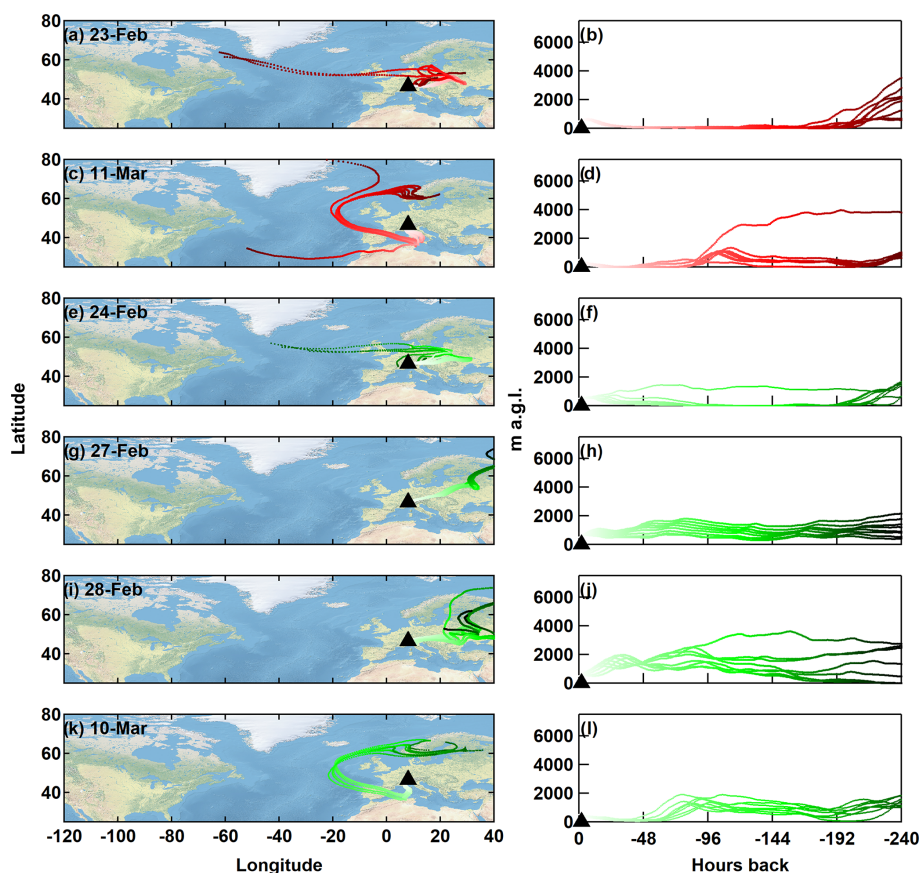 80
60
40
(a) 23-Feb
6000
4000
2000
0
(b)
80
60
40
(c) 11-Mar
6000
4000
2000
0
(d)
80
60
40
(e) 24-Feb
6000
4000
2000
0
(f)
Latitude
m a.g.l.
80
60
40
(g) 27-Feb
6000
4000
2000
0
(h)
80
60
40
(i) 28-Feb
6000
4000
2000
0
(j)
80
60
40
(k) 10-Mar
6000
4000
2000
0
(l)
-120 -100 -80 -60 -40 -20 0 20 40
0 -48 -96 -144 -192 -240
Longitude
Hours back